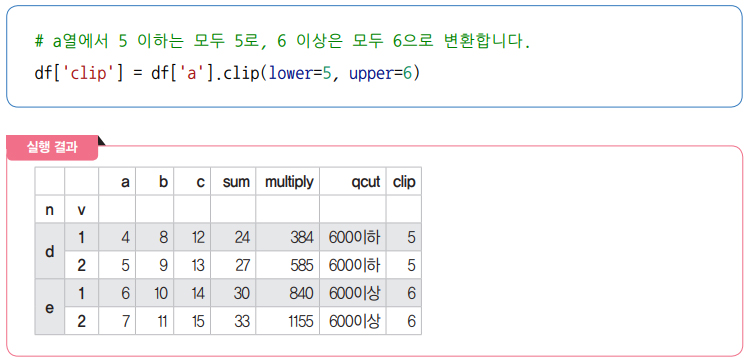 # a열에서 5 이하는 모두 5로, 6 이상은 모두 6으로 변환합니다.
df['clip'] = df['a'].clip(lower=5, upper=6)
실행 결과
a b c sum multiply qcut clip
n v
d 1 4 8 12 24 384 600이하 5
2 5 9 13 27 585 600이하 5
e 1 6 10 14 30 840 600이상 6
2 7 11 15 33 1155 600이상 6